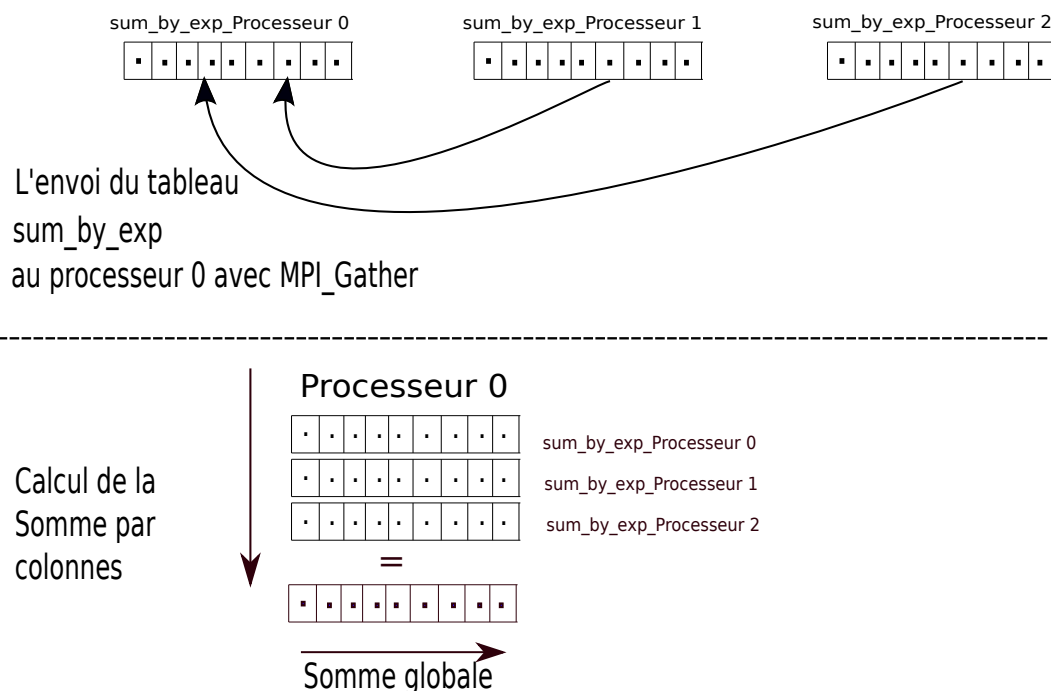 sum_by_exp_Processeur 0
sum_by_exp_Processeur 1
sum_by_exp_Processeur 2
L'envoi du tableau
sum_by_exp
au processeur 0 avec MPI_Gather
Processeur 0
sum_by_exp_Processeur 0
sum_by_exp_Processeur 1
sum_by_exp_Processeur 2
Calcul de la
Somme par
colonnes
=
Somme globale